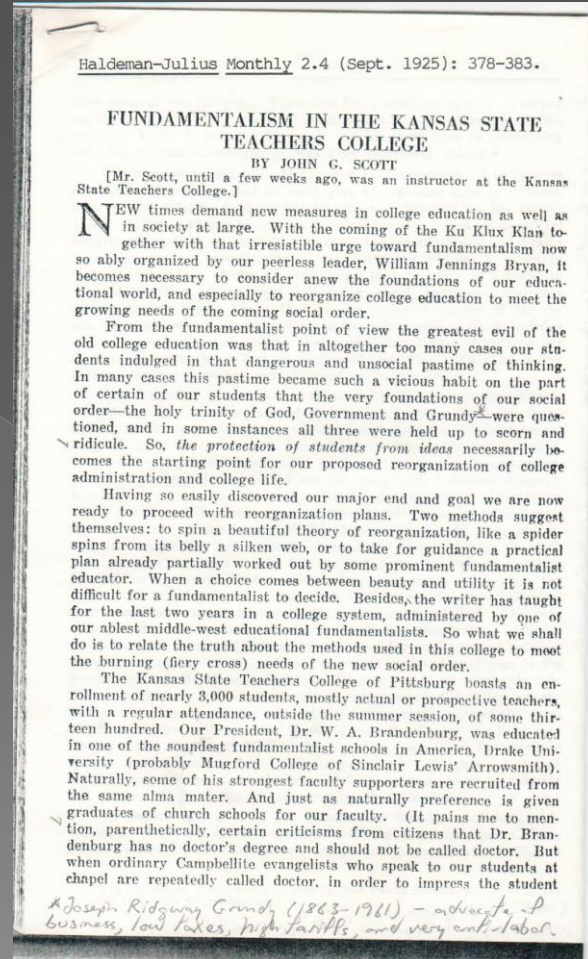 Haldeman-Julius Monthly 2.4 (Sept. 1925): 378-383.
FUNDAMENTALISM IN THE KANSAS STATE
TEACHERS COLLEGE
BY JOHN G. SCOTT
[Mr. Scott, until a few weeks ago, was an instructor at the Kansas
State Teachers College.]
NEW times demand new measures in college education as well as
in society at large. With the coming of the Ku Klux Klan to-
gether with that irresistible urge toward fundamentalism now
so ably organized by our peerless leader, William Jennings Bryan, it
becomes necessary to consider anew the foundations of our educa-
tional world, and especially to reorganize college education to meet the
growing needs of the coming social order.
From the fundamentalist point of view the greatest evil of the
old college education was that in altogether too many cases our stu-
dents indulged in that dangerous and unsocial pastime of thinking.
In many cases this pastime became such a vicious habit on the part
of certain of our students that the very foundations of our social
order—the holy trinity of God, Government and Grundy*—were ques-
tioned, and in some instances all three were held up to scorn and
ridicule. So, the protection of students from ideas necessarily be-
comes the starting point for our proposed reorganization of college
administration and college life.
Having so easily discovered our major end and goal we are now
ready to proceed with reorganization plans. Two methods suggest
themselves: to spin a beautiful theory of reorganization, like a spider
spins from its belly a silken web, or to take for guidance a practical
plan already partially worked out by some prominent fundamentalist
educator. When a choice comes between beauty and utility it is not
difficult for a fundamentalist to decide. Besides, the writer has taught
for the last two years in a college system, administered by one of
our ablest middle-west educational fundamentalists. So what we shall
do is to relate the truth about the methods used in this college to meet
the burning (fiery cross) needs of the new social order.
The Kansas State Teachers College of Pittsburg boasts an en-
rollment of nearly 3,000 students, mostly actual or prospective teachers,
with a regular attendance, outside the summer session, of some thir-
teen hundred. Our President, Dr. W. A. Brandenburg, was educated
in one of the soundest fundamentalist schools in America, Drake Uni-
versity (probably Mugford College of Sinclair Lewis' Arrowsmith).
Naturally, some of his strongest faculty supporters are recruited from
the same alma mater. And just as naturally preference is given
graduates of church schools for our faculty. (It pains me to men-
tion, parenthetically, certain criticisms from citizens that Dr. Bran-
denburg has no doctor's degree and should not be called doctor. But
when ordinary Campbellite evangelists who speak to our students at
chapel are repeatedly called doctor, in order to impress the student
*Joseph Ridgway Grundy (1863-1961) - advocate of
business, low taxes, high tariffs, and very anti-labor.